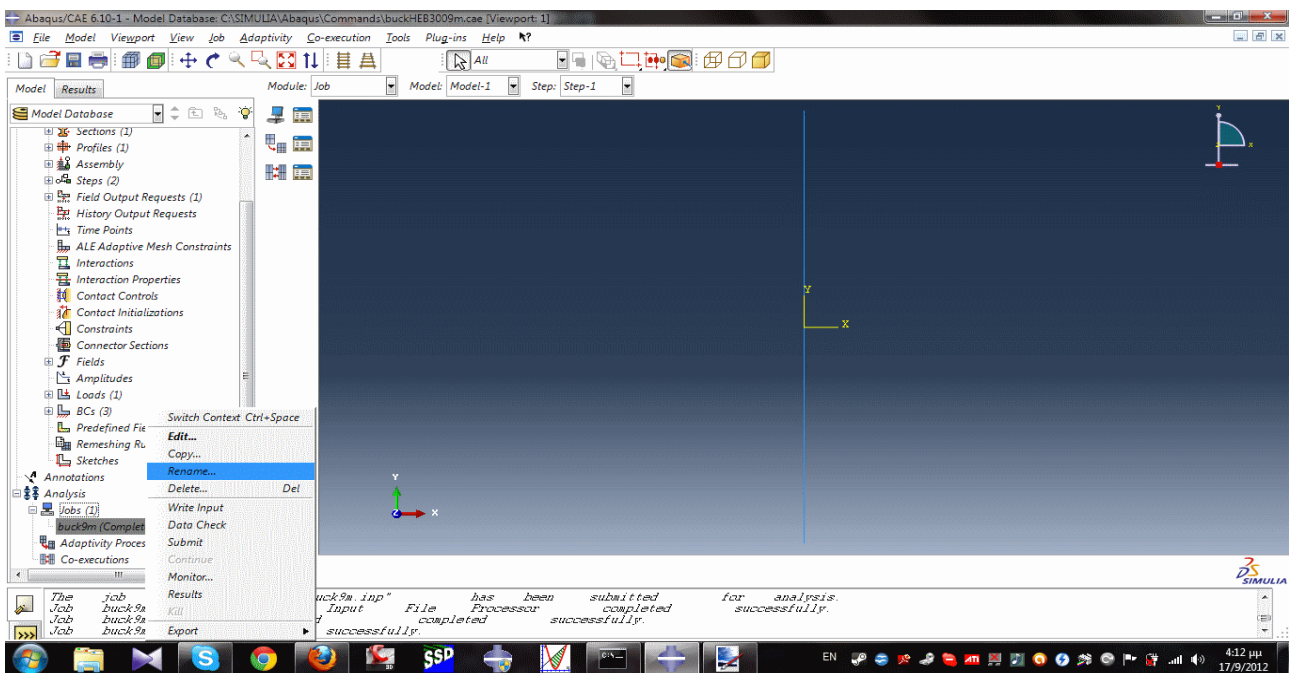 Abaqus/CAE 6.10-1 - Model Database: C:\SIMULIA\Abaqus\Commands\buckHEB3009m.cae [Viewport: 1]
File Model Viewport View Job Adaptivity Co-execution Tools Plug-ins Help
All
Model Results Module: Job Model: Model-1 Step: Step-1
Model Database
Sections (1)
Profiles (1)
Assembly
Steps (2)
Field Output Requests (1)
History Output Requests
Time Points
ALE Adaptive Mesh Constraints
Interactions
Interaction Properties
Contact Controls
Contact Initializations
Constraints
Connector Sections
Fields
Amplitudes
Loads (1)
BCs (3)
Predefined Fie
Remeshing Ru
Sketches
Annotations
Analysis
Jobs (1)
buck9m (Complet
Adaptivity Proces
Co-executions
Switch Context Ctrl+Space
Edit...
Copy...
Rename...
Delete... Del
Write Input
Data Check
Submit
Continue
Monitor...
Results
Kill
Export
Y
X
Y
X
Y
X
Z
SIMULIA
The job uck9m.inp" has been submitted for analysis.
Job buck9m Input File Processor completed successfully.
Job buck9m completed successfully.
Job buck9m successfully.
SSP
EN
4:12 μμ
17/9/2012